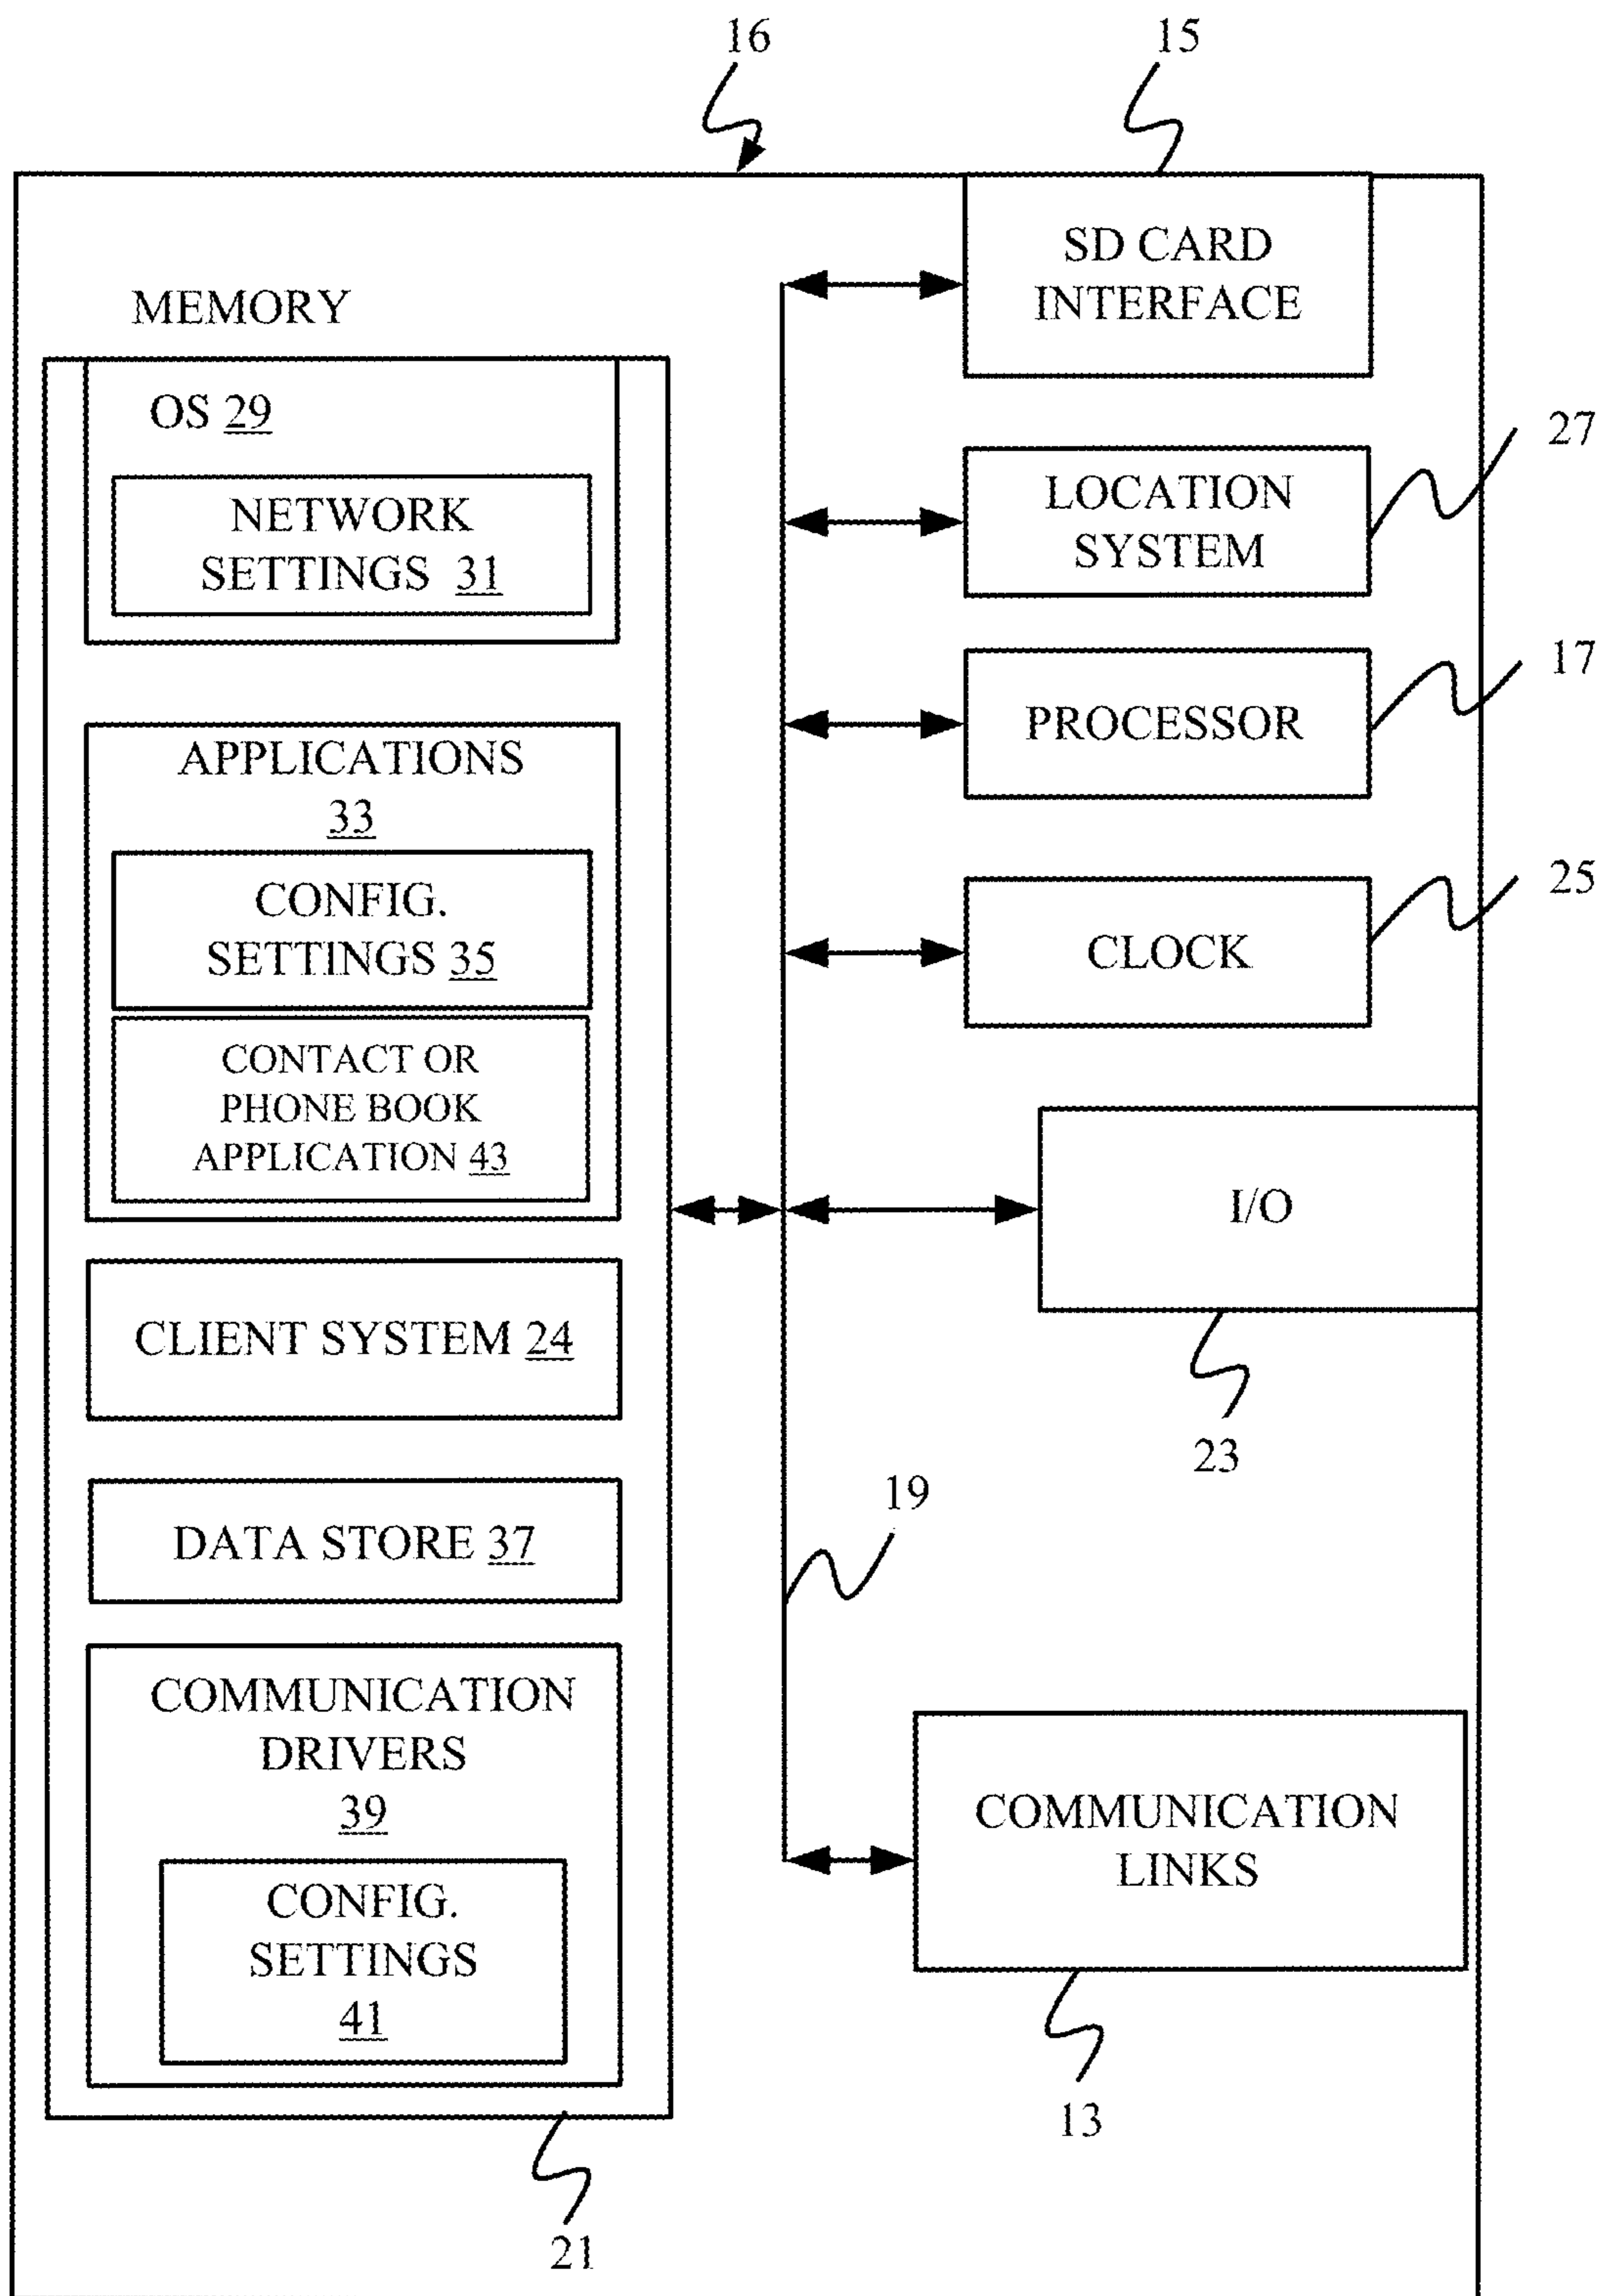 16
15
SD CARD
INTERFACE
MEMORY
OS 29
NETWORK
SETTINGS 31
27
LOCATION
SYSTEM
17
PROCESSOR
APPLICATIONS
33
CONFIG.
SETTINGS 35
CONTACT OR
PHONE BOOK
APPLICATION 43
25
CLOCK
I/O
23
CLIENT SYSTEM 24
19
DATA STORE 37
COMMUNICATION
DRIVERS
39
CONFIG.
SETTINGS
41
COMMUNICATION
LINKS
13
21